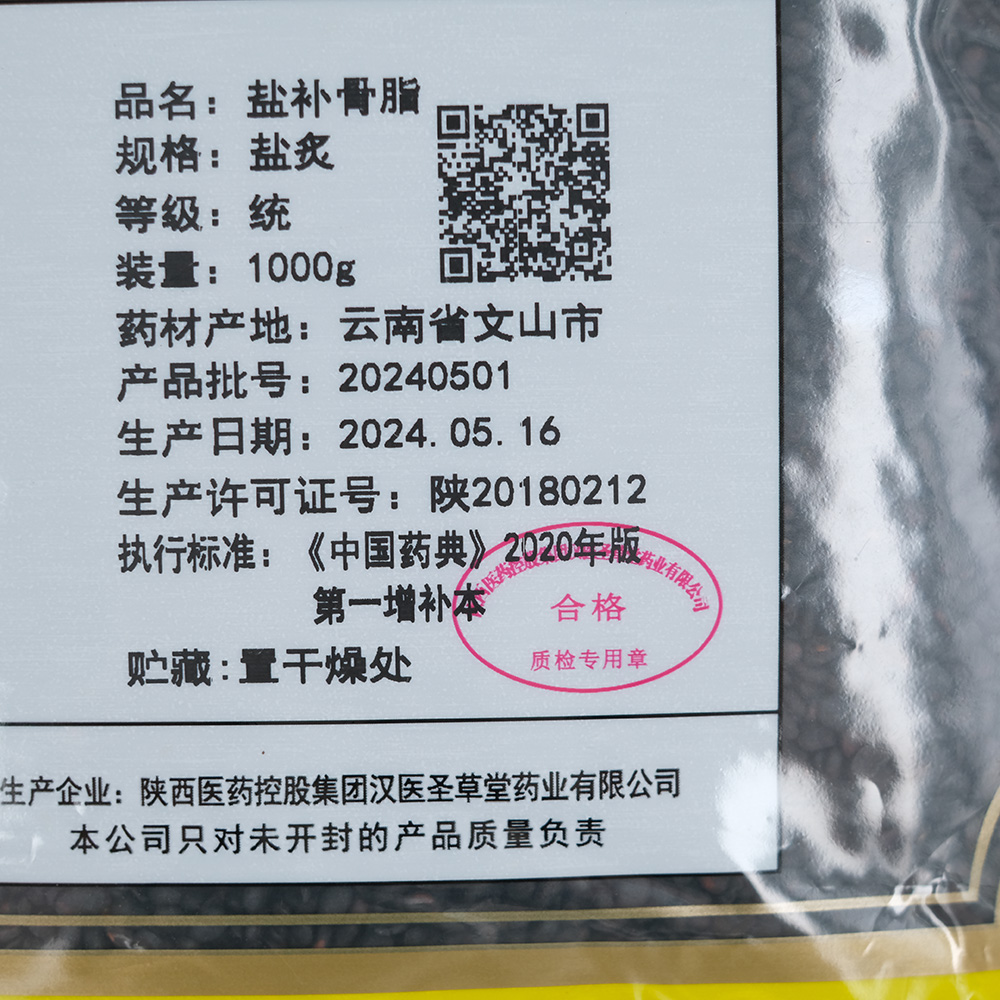 品名：盐补骨脂
规格：盐炙
等级：统
装量：1000g
药材产地：云南省文山市
产品批号：20240501
生产日期：2024.05.16
生产许可证号：陕20180212
执行标准：《中国药典》2020年版
第一增补本
合格
质检专用章
贮藏：置干燥处
生产企业：陕西医药控股集团汉医圣草堂药业有限公司
本公司只对未开封的产品质量负责